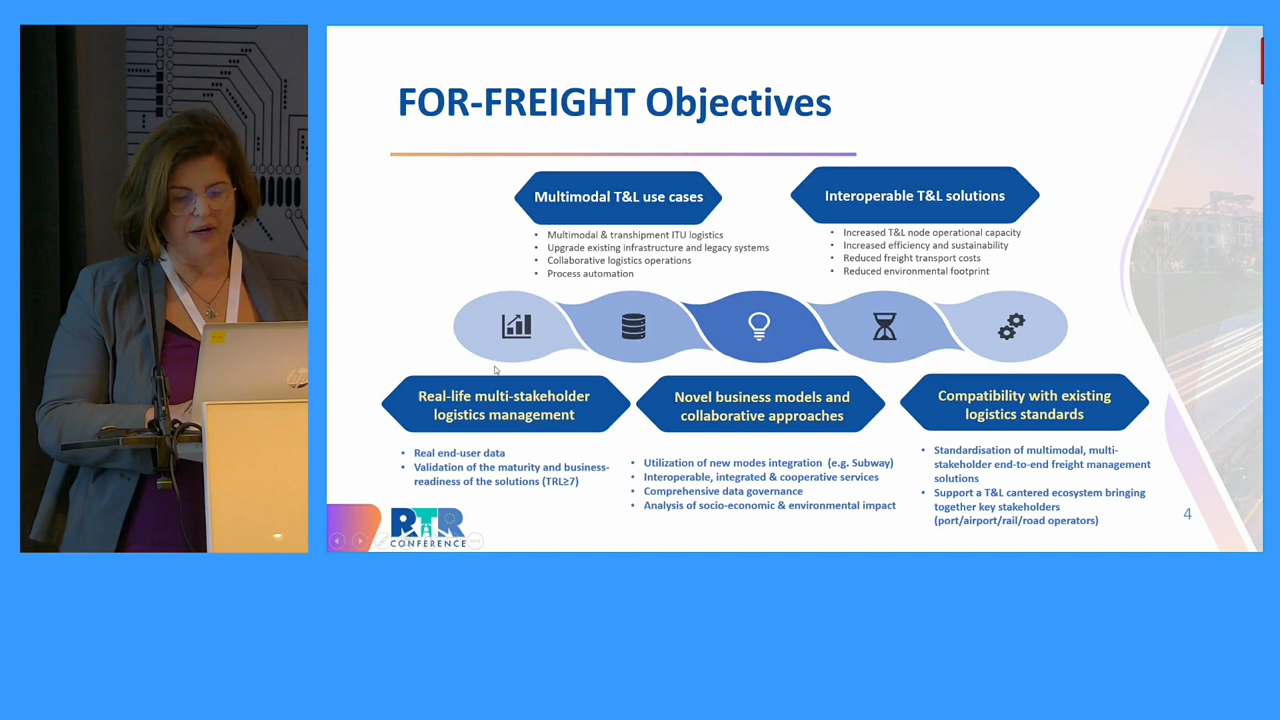 FOR-FREIGHT Objectives
Multimodal T&L use cases
• Multimodal & transhipment ITU logistics
• Upgrade existing infrastructure and legacy systems
• Collaborative logistics operations
• Process automation
Interoperable T&L solutions
• Increased T&L node operational capacity
• Increased efficiency and sustainability
• Reduced freight transport costs
• Reduced environmental footprint
Real-life multi-stakeholder
logistics management
• Real end-user data
• Validation of the maturity and business-
readiness of the solutions (TRL≥7)
Novel business models and
collaborative approaches
• Utilization of new modes integration (e.g. Subway)
• Interoperable, integrated & cooperative services
• Comprehensive data governance
• Analysis of socio-economic & environmental impact
Compatibility with existing
logistics standards
• Standardisation of multimodal, multi-
stakeholder end-to-end freight management
solutions
• Support a T&L cantered ecosystem bringing
together key stakeholders
(port/airport/rail/road operators)
RTR
CONFERENCE
4
hp